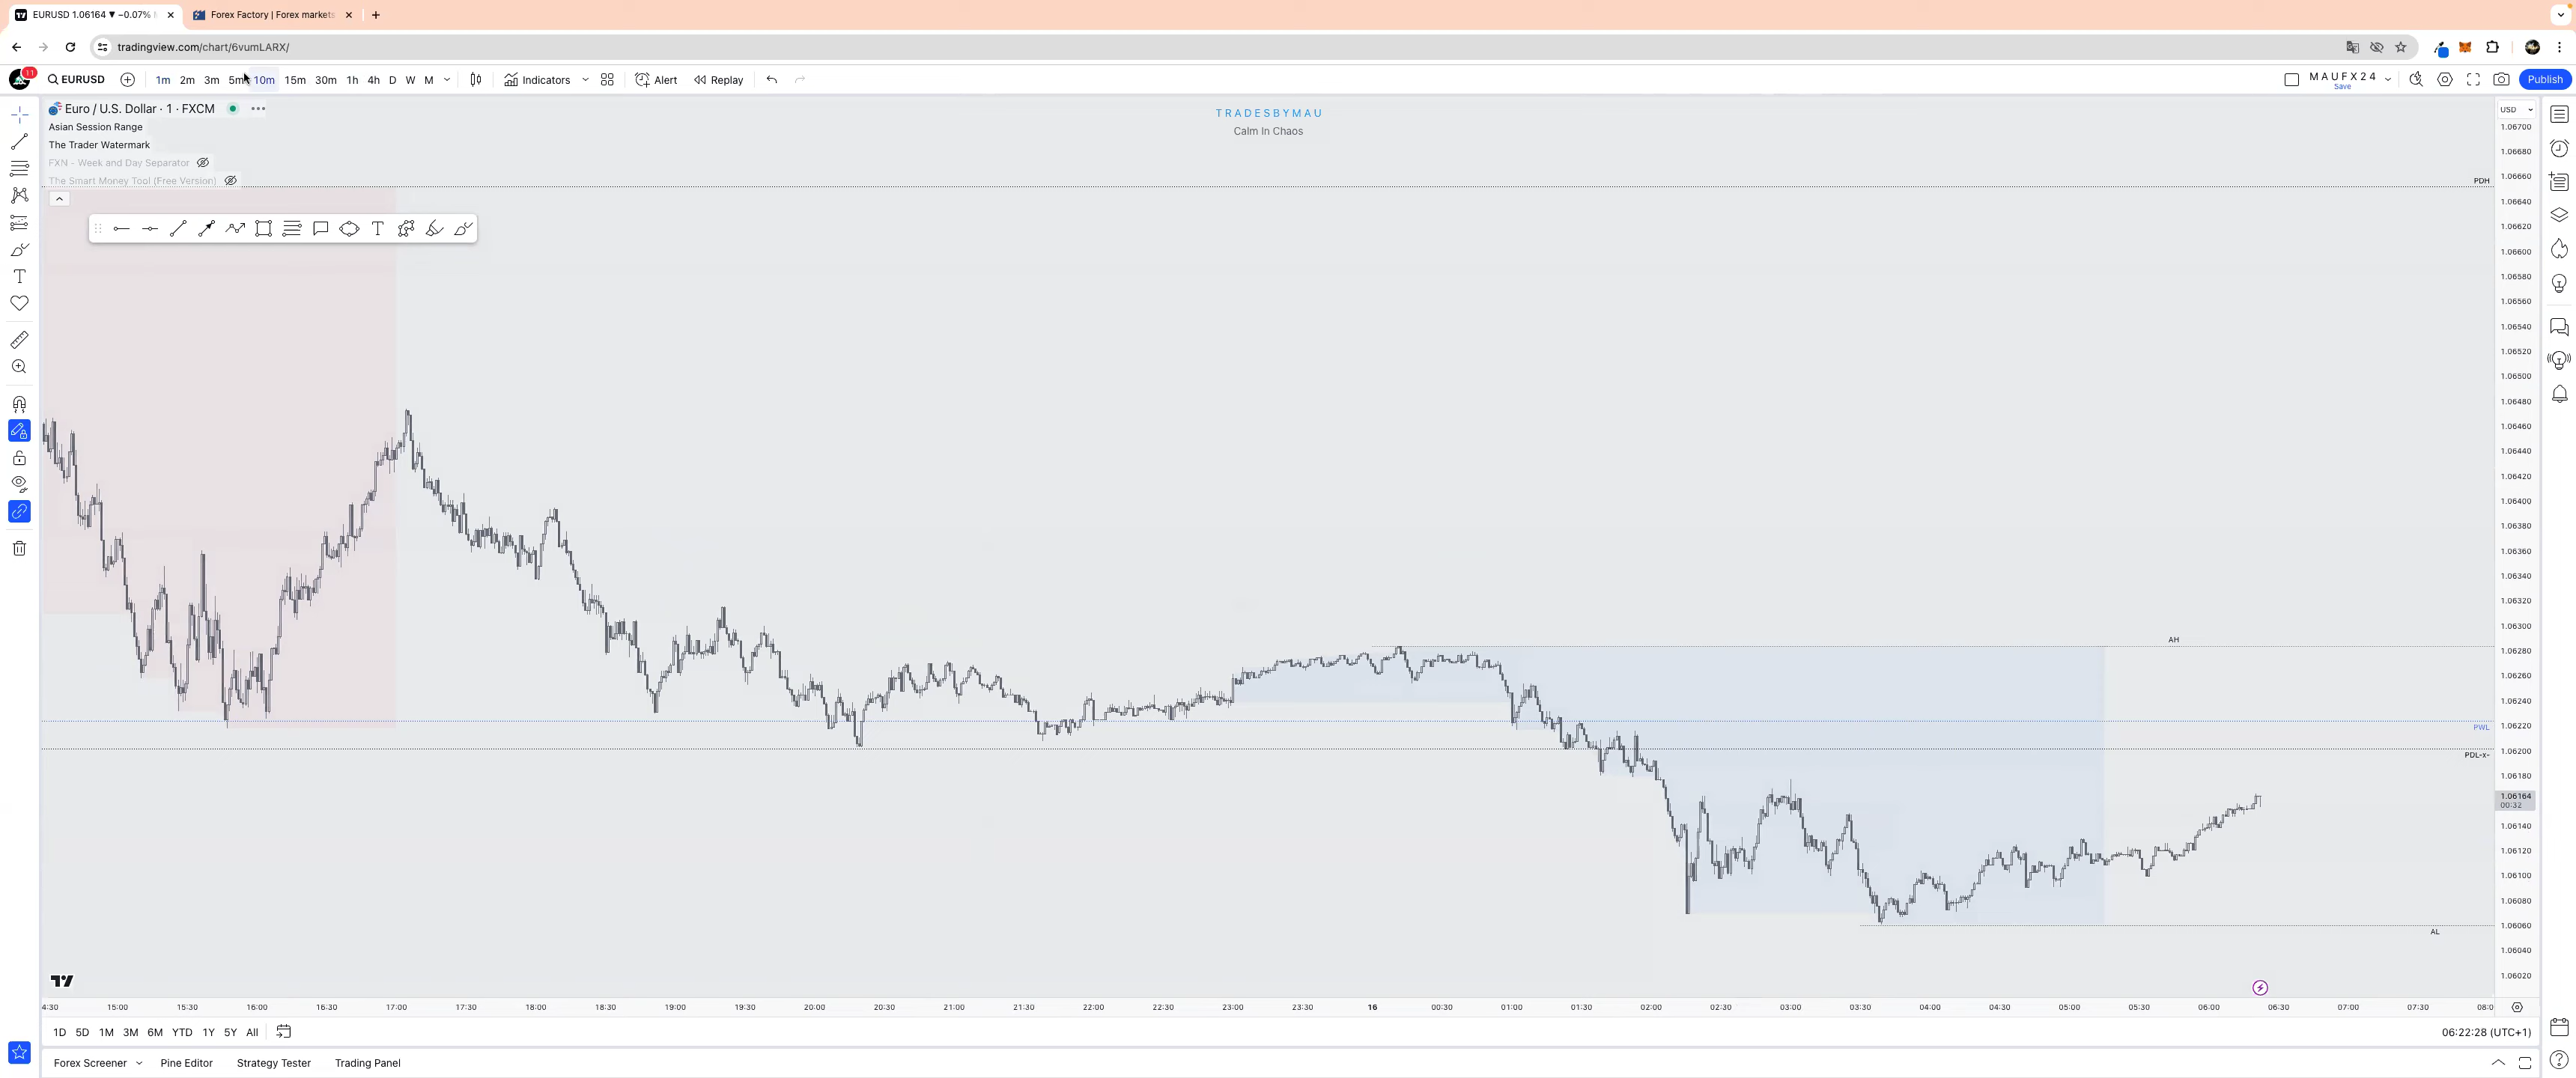 EURUSD 1.06164 ▼ −0.07%
Forex Factory | Forex markets
tradingview.com/chart/6vumLARX/
11
EURUSD
1m 2m 3m 5m 10m 15m 30m 1h 4h D W M
Indicators
Alert
Replay
MAUFX24
Save
Publish
Euro / U.S. Dollar · 1 · FXCM
Asian Session Range
The Trader Watermark
FXN - Week and Day Separator
The Smart Money Tool (Free Version)
TRADESBYMAU
Calm In Chaos
USD
1.06700
1.06680
1.06660
1.06640
1.06620
1.06600
1.06580
1.06560
1.06540
1.06520
1.06500
1.06480
1.06460
1.06440
1.06420
1.06400
1.06380
1.06360
1.06340
1.06320
1.06300
1.06280
1.06260
1.06240
1.06220
1.06200
1.06180
1.06164
00:32
1.06140
1.06120
1.06100
1.06080
1.06060
1.06040
1.06020
PDH
AH
PWL
PDL-x-
AL
4:30 15:00 15:30 16:00 16:30 17:00 17:30 18:00 18:30 19:00 19:30 20:00 20:30 21:00 21:30 22:00 22:30 23:00 23:30 16 00:30 01:00 01:30 02:00 02:30 03:00 03:30 04:00 04:30 05:00 05:30 06:00 06:30 07:00 07:30 08:0
1D 5D 1M 3M 6M YTD 1Y 5Y All
06:22:28 (UTC+1)
Forex Screener
Pine Editor
Strategy Tester
Trading Panel